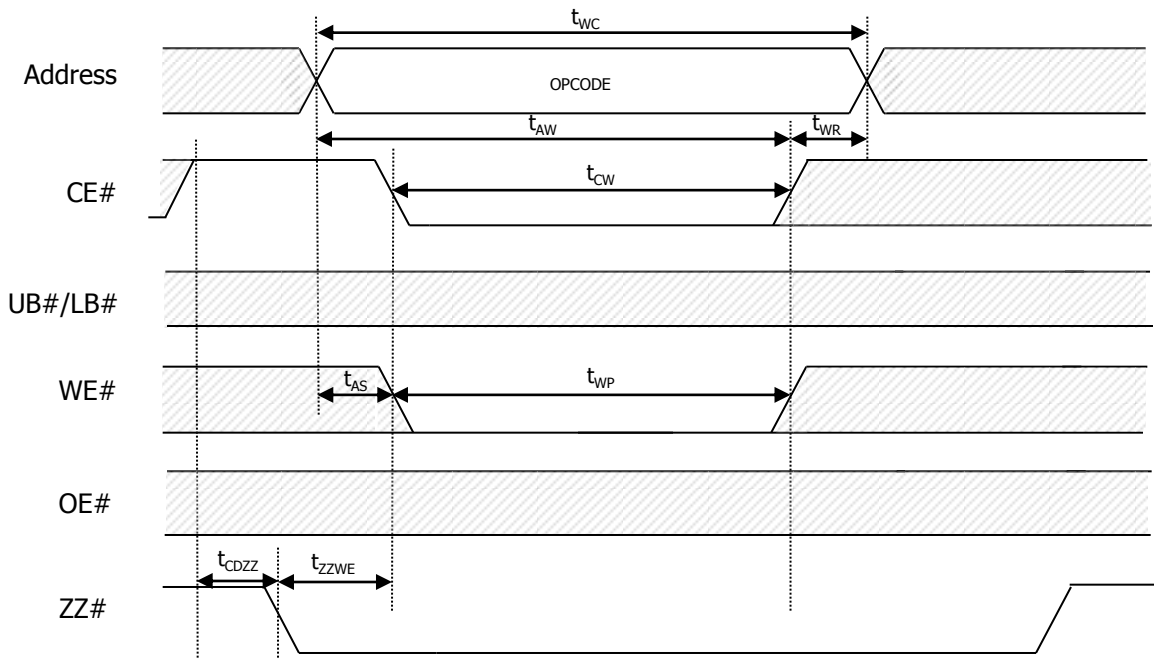 tWC
Address
OPCODE
tAW
tWR
CE#
tCW
UB#/LB#
WE#
tAS
tWP
OE#
tCDZZ
tZZWE
ZZ#